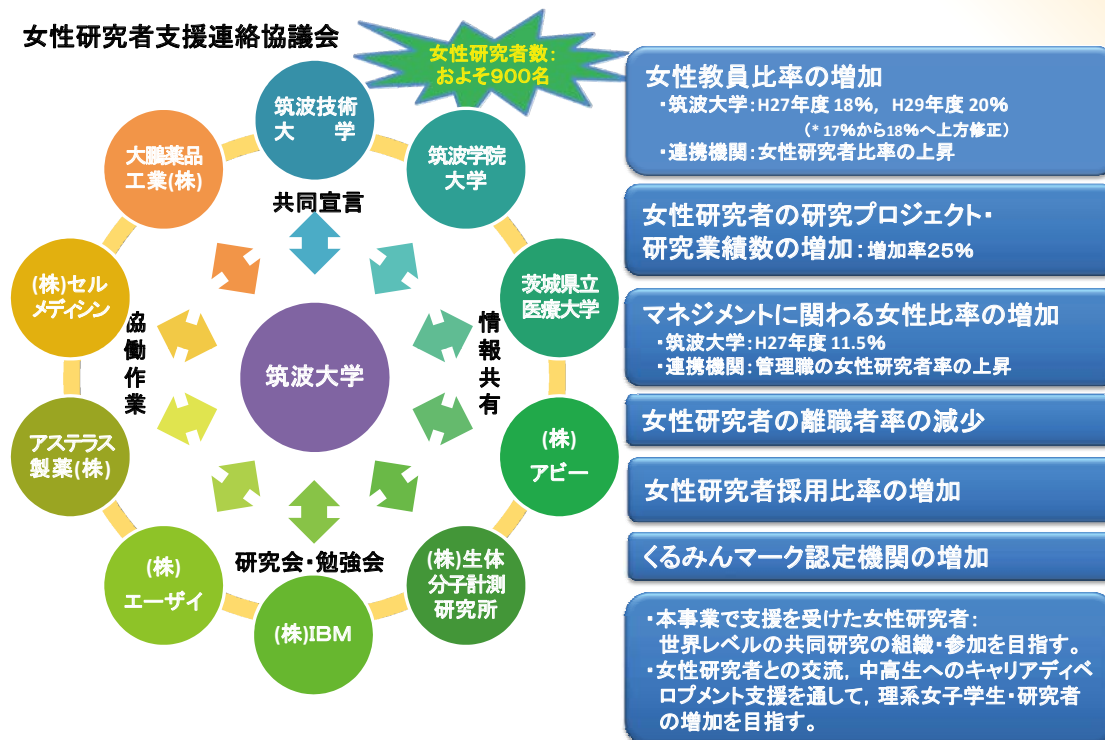 女性研究者支援連絡協議会
女性研究者数：
およそ９００名
筑波技術
大　　学
筑波学院
大学
茨城県立
医療大学
(株)
アビー
(株)生体
分子計測
研究所
(株)IBM
(株)
エーザイ
アステラス
製薬(株)
(株)セル
メディシン
大鵬薬品
工業(株)
共同宣言
情報共有
研究会・勉強会
協働作業
筑波大学
女性教員比率の増加
・筑波大学：H27年度 18％， H29年度 20％
（* 17％から18％へ上方修正）
・連携機関：女性研究者比率の上昇
女性研究者の研究プロジェクト・
研究業績数の増加：増加率２５％
マネジメントに関わる女性比率の増加
・筑波大学：H27年度 11.5％
・連携機関：管理職の女性研究者率の上昇
女性研究者の離職者率の減少
女性研究者採用比率の増加
くるみんマーク認定機関の増加
・本事業で支援を受けた女性研究者：
世界レベルの共同研究の組織・参加を目指す。
・女性研究者との交流，中高生へのキャリアディベ
ロプメント支援を通して，理系女子学生・研究者
の増加を目指す。